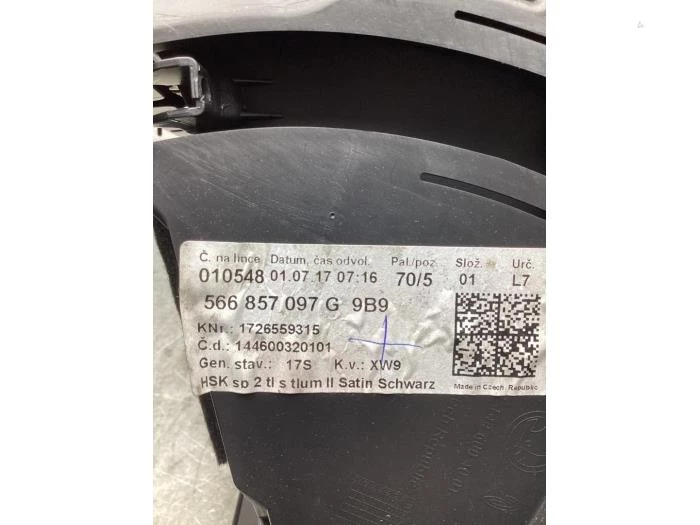 Č. na lince Datum, čas odvol. Pal./poz. Slož. Urč.
010548 01.07.17 07:16 70/5 01 L7
566 857 097 G 9B9
KNr.: 1726559315
Č.d.: 144600320101
Gen. stav.: 17S K.v.: XW9
Made in Czech. Republic
HSK sp 2 tl s tlum II Satin Schwarz